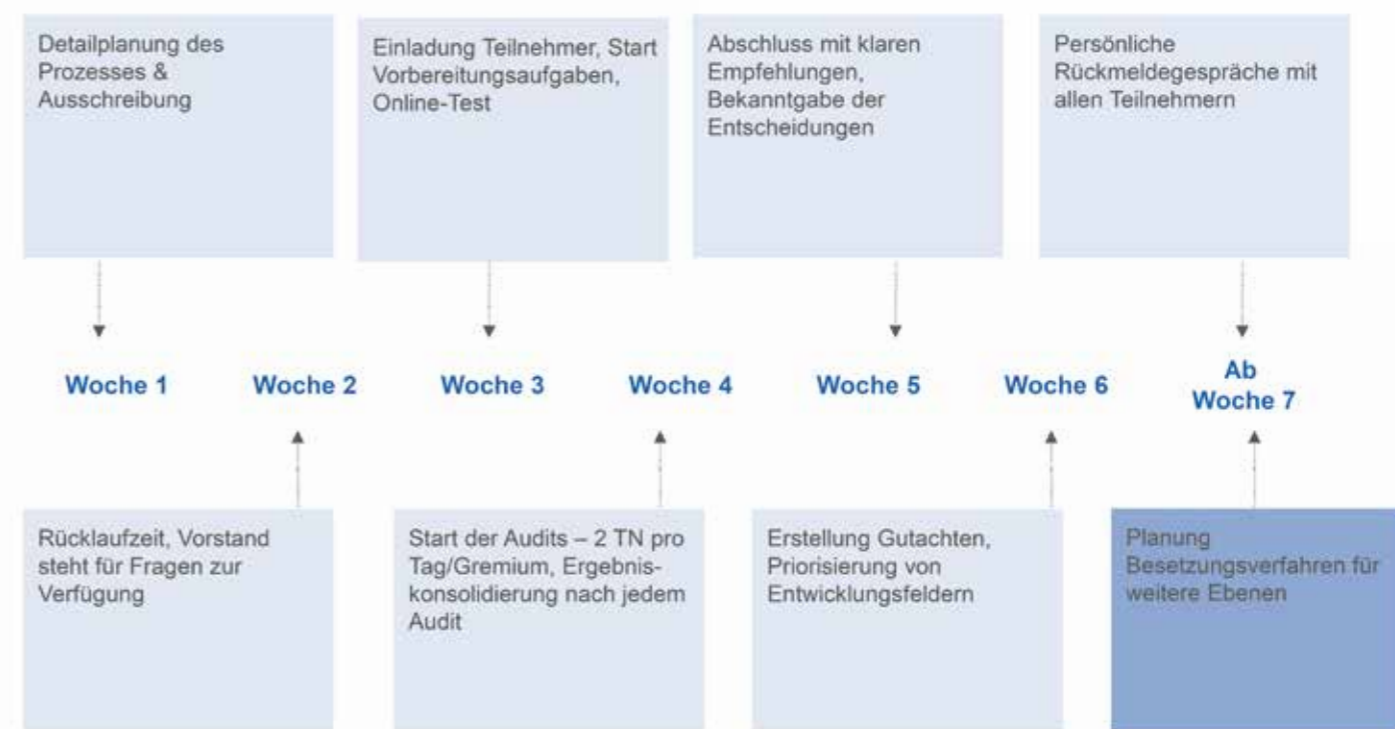 Detailplanung des
Prozesses &
Ausschreibung
Einladung Teilnehmer, Start
Vorbereitungsaufgaben,
Online-Test
Abschluss mit klaren
Empfehlungen,
Bekanntgabe der
Entscheidungen
Persönliche
Rückmeldegespräche mit
allen Teilnehmern
Woche 1
Woche 2
Woche 3
Woche 4
Woche 5
Woche 6
Ab
Woche 7
Rücklaufzeit, Vorstand
steht für Fragen zur
Verfügung
Start der Audits – 2 TN pro
Tag/Gremium, Ergebnis-
konsolidierung nach jedem
Audit
Erstellung Gutachten,
Priorisierung von
Entwicklungsfeldern
Planung
Besetzungsverfahren für
weitere Ebenen